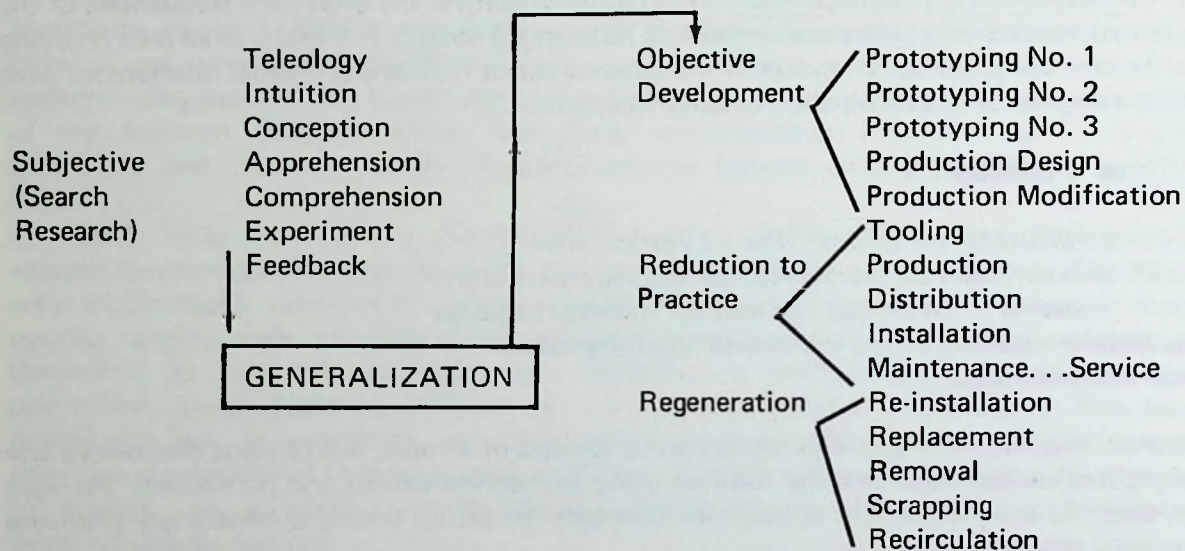 Subjective
(Search
Research)
Teleology
Intuition
Conception
Apprehension
Comprehension
Experiment
Feedback
GENERALIZATION
Objective
Development
Prototyping No. 1
Prototyping No. 2
Prototyping No. 3
Production Design
Production Modification
Reduction to
Practice
Tooling
Production
Distribution
Installation
Maintenance. . .Service
Regeneration
Re-installation
Replacement
Removal
Scrapping
Recirculation